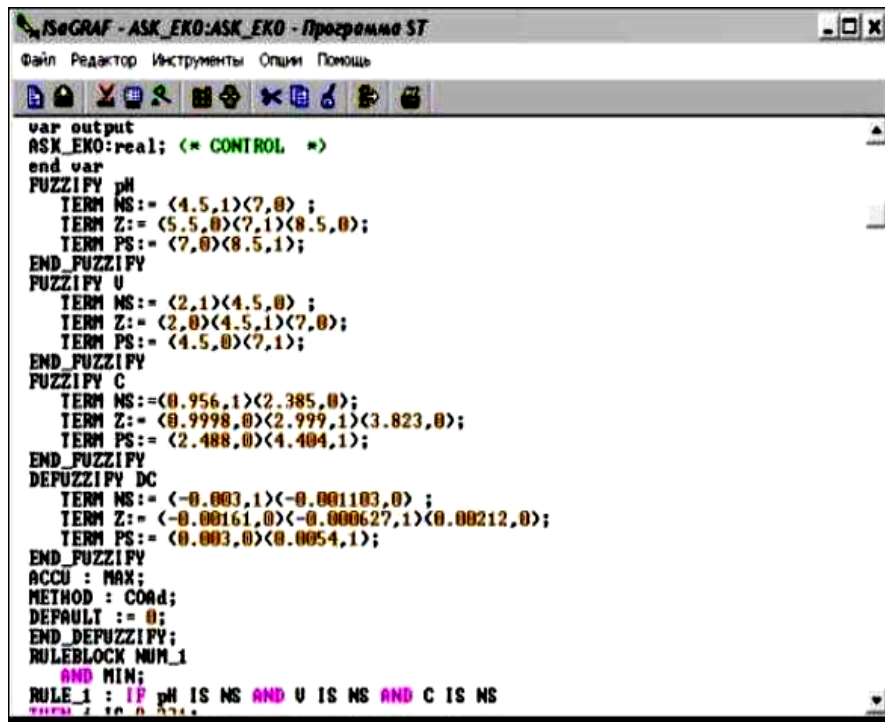 ISaGRAF - ASK_EKO:ASK_EKO - Программа ST
Файл Редактор Инструменты Опции Помощь
var output
ASK_EKO:real; (* CONTROL *)
end var
FUZZIFY pH
TERM NS:= (4.5,1)(7,0) ;
TERM Z:= (5.5,0)(7,1)(8.5,0);
TERM PS:= (7,0)(8.5,1);
END_FUZZIFY
FUZZIFY V
TERM NS:= (2,1)(4.5,0) ;
TERM Z:= (2,0)(4.5,1)(7,0);
TERM PS:= (4.5,0)(7,1);
END_FUZZIFY
FUZZIFY C
TERM NS:=(0.956,1)(2.385,0);
TERM Z:= (0.9998,0)(2.999,1)(3.823,0);
TERM PS:= (2.488,0)(4.404,1);
END_FUZZIFY
DEFUZZIFY DC
TERM NS:= (-0.003,1)(-0.001103,0) ;
TERM Z:= (-0.00161,0)(-0.000627,1)(0.00212,0);
TERM PS:= (0.003,0)(0.0054,1);
END_FUZZIFY
ACCU : MAX;
METHOD : COAd;
DEFAULT := 0;
END_DEFUZZIFY;
RULEBLOCK NUM_1
AND MIN;
RULE_1 : IF pH IS NS AND V IS NS AND C IS NS